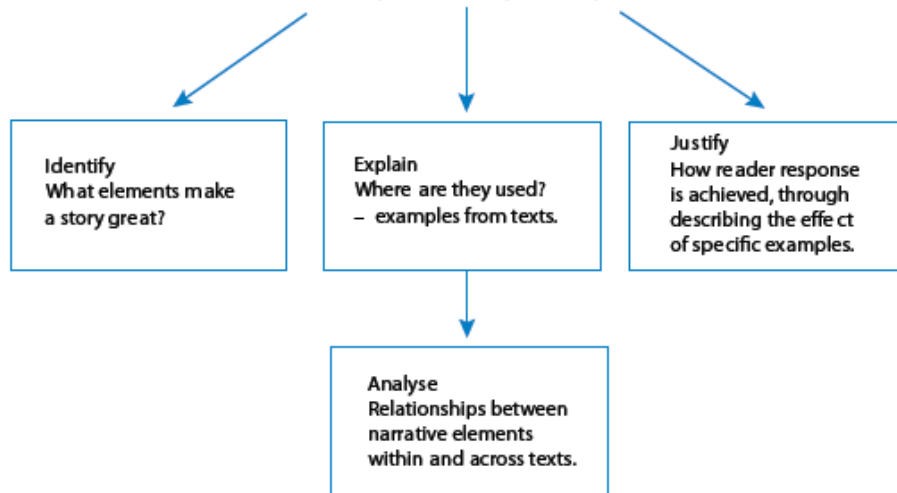 Identify
What elements make
a story great?
Explain
Where are they used?
– examples from texts.
Justify
How reader response
is achieved, through
describing the effect
of specific examples.
Analyse
Relationships between
narrative elements
within and across texts.